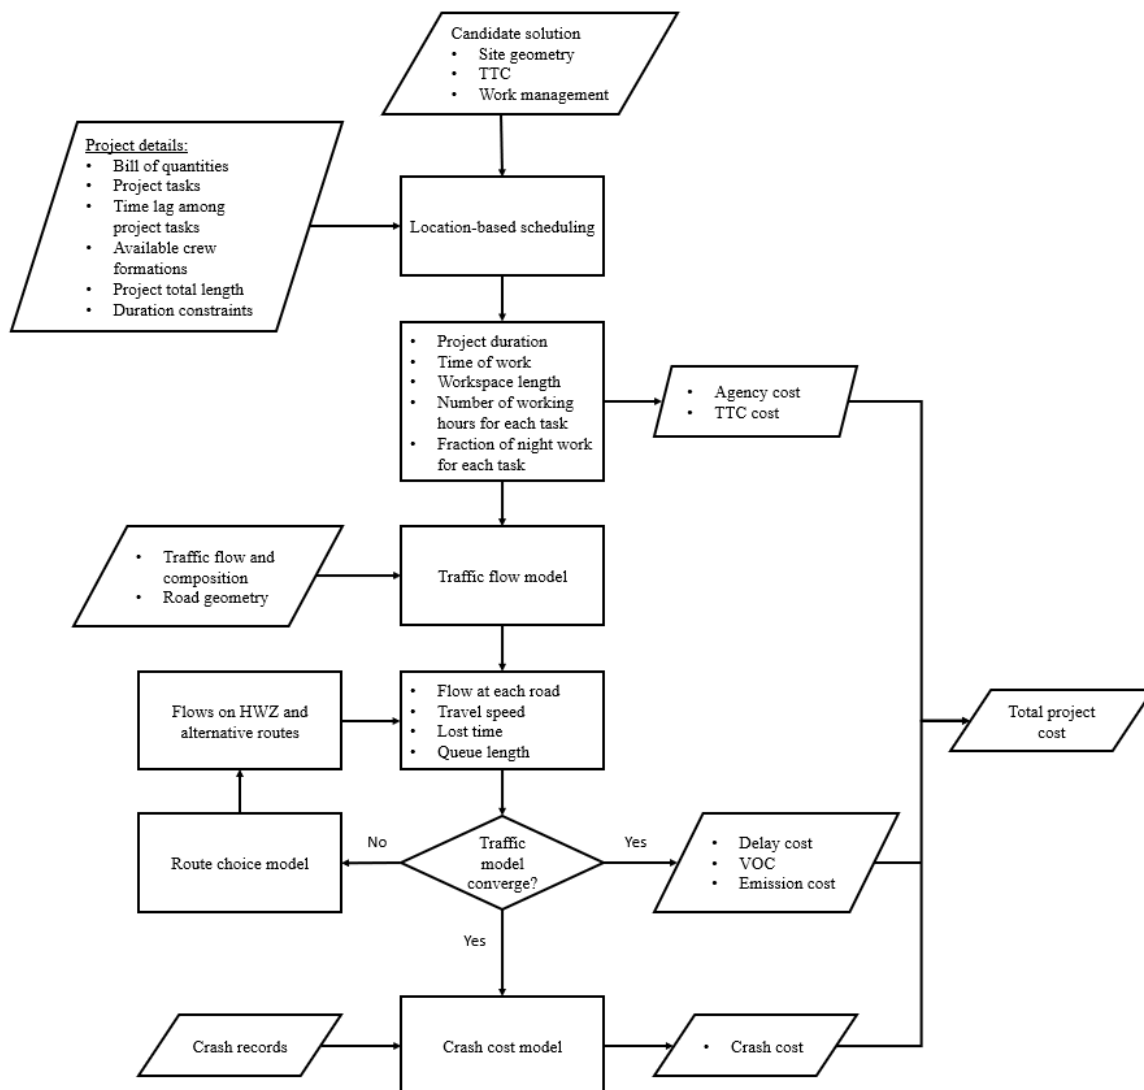 Candidate solution
• Site geometry
• TTC
• Work management
Project details:
• Bill of quantities
• Project tasks
• Time lag among
project tasks
• Available crew
formations
• Project total length
• Duration constraints
Location-based scheduling
• Project duration
• Time of work
• Workspace length
• Number of working
hours for each task
• Fraction of night work
for each task
• Agency cost
• TTC cost
• Traffic flow and
composition
• Road geometry
Traffic flow model
Flows on HWZ and
alternative routes
• Flow at each road
• Travel speed
• Lost time
• Queue length
Total project
cost
Route choice model
No
Traffic
model
converge?
Yes
• Delay cost
• VOC
• Emission cost
Yes
Crash records
Crash cost model
• Crash cost